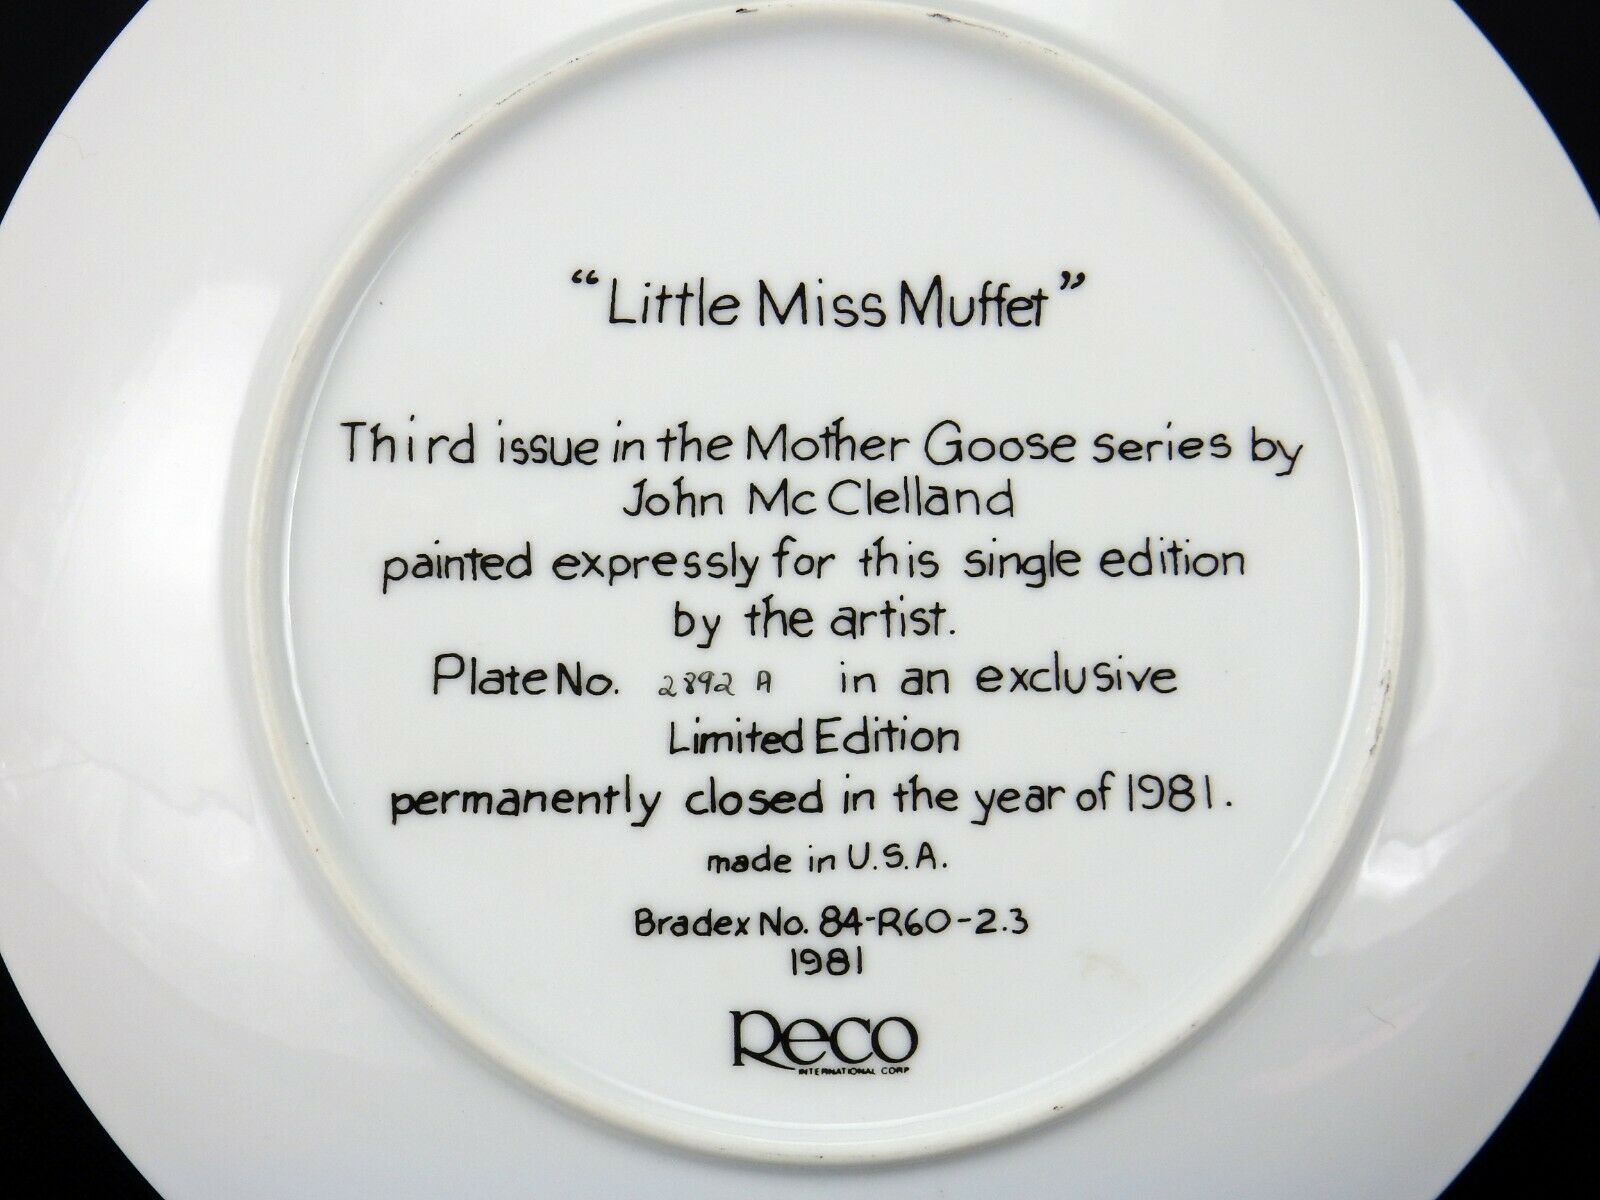 "Little Miss Muffet"
Third issue in the Mother Goose series by
John McClelland
painted expressly for this single edition
by the artist.
Plate No. 2892 A in an exclusive
Limited Edition
permanently closed in the year of 1981.
made in U.S.A.
Bradex No. 84-R60-2.3
1981
Reco
INTERNATIONAL CORP